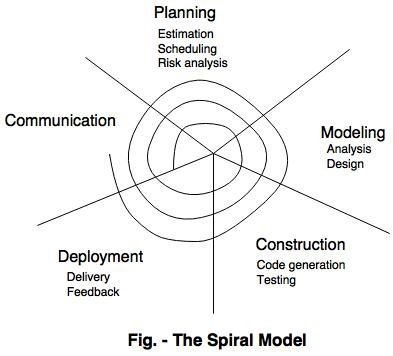 Planning
Estimation
Scheduling
Risk analysis
Communication
Modeling
Analysis
Design
Construction
Code generation
Testing
Deployment
Delivery
Feedback
Fig. - The Spiral Model